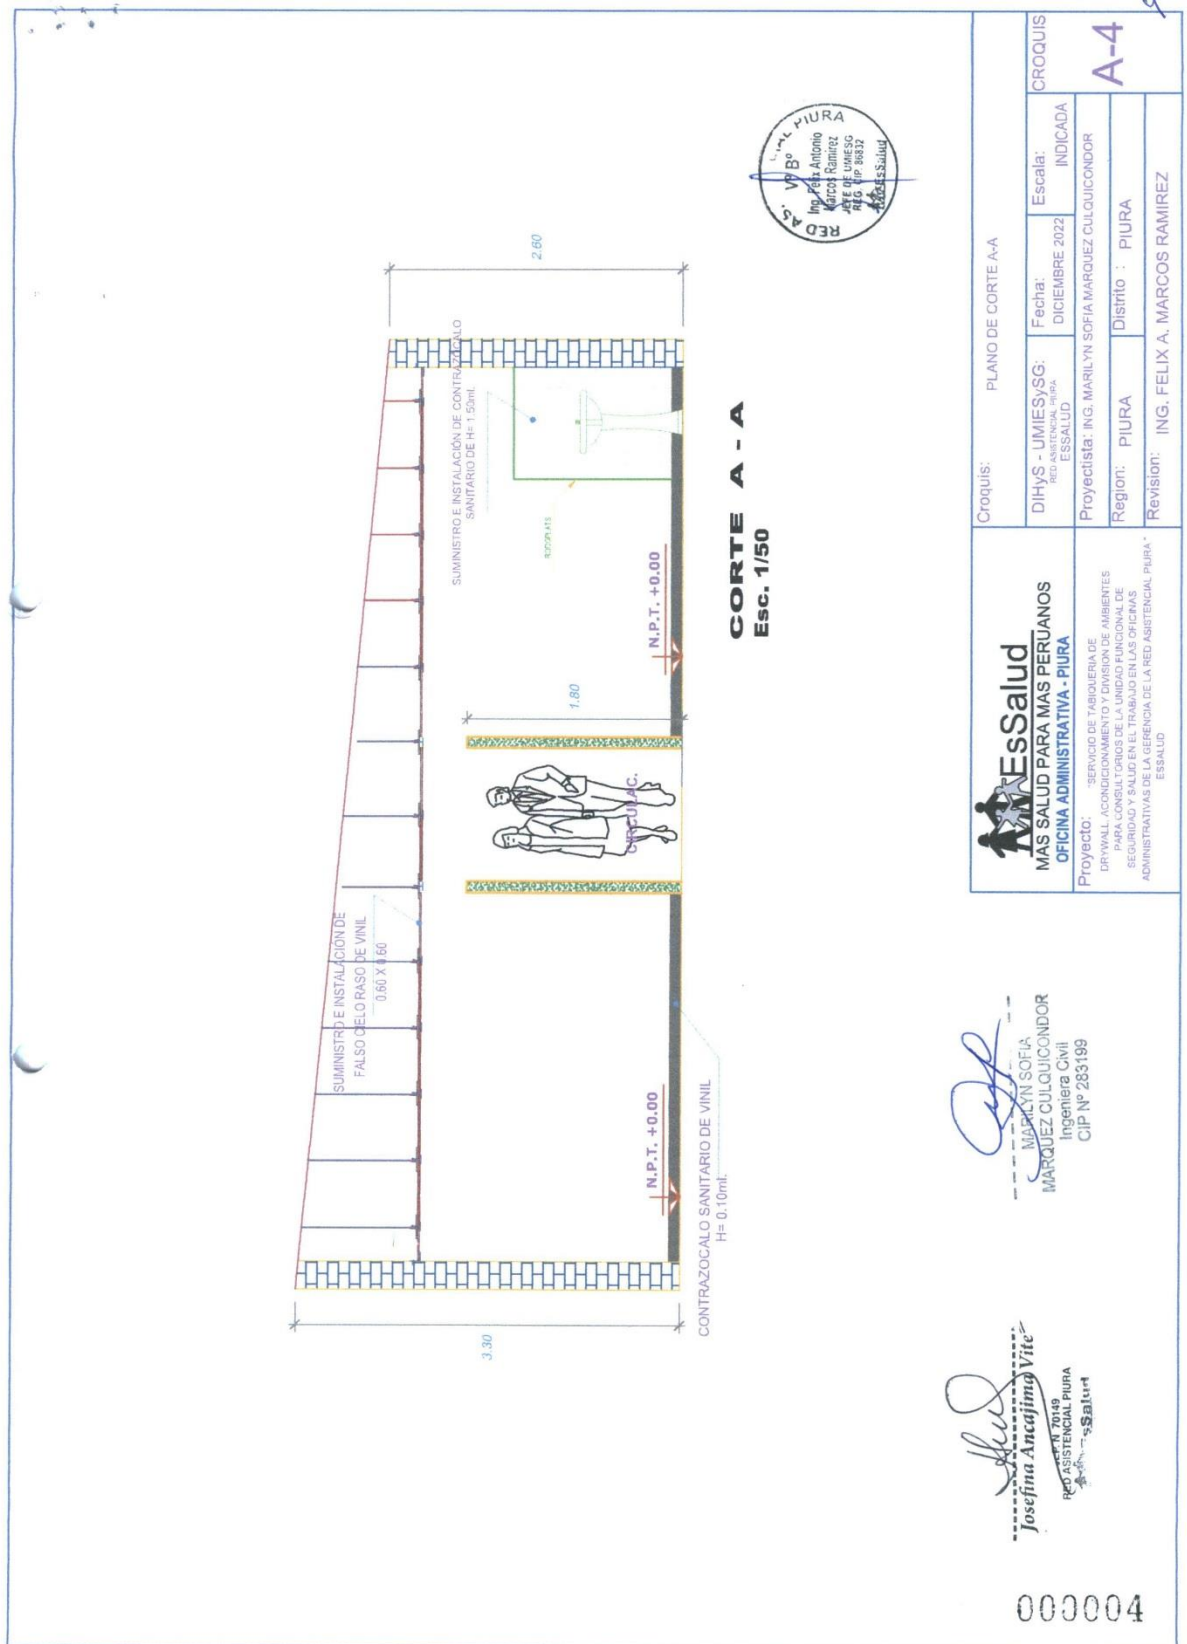 3.30
SUMINISTRO E INSTALACIÓN DE
FALSO CIELO RASO DE VINIL
0.60 X 0.60
SUMINISTRO E INSTALACIÓN DE CONTRAZOCALO
SANITARIO DE H= 1.50ml.
2.60
1.80
CIRCULAC.
N.P.T. +0.00
N.P.T. +0.00
CONTRAZOCALO SANITARIO DE VINIL
H= 0.10ml.
CORTE A - A
Esc. 1/50
RED AS.
PIURA
Vº Bº
Ing. Felix Antonio
Marcos Ramirez
JEFE DE UMIESG
REG. CIP. 86832
EsSalud
Josefina Ancajima Vite
70149
RED ASISTENCIAL PIURA
EsSalud
MARILYN SOFIA
MARQUEZ CULQUICONDOR
Ingeniera Civil
CIP Nº 283199
EsSalud
MAS SALUD PARA MAS PERUANOS
OFICINA ADMINISTRATIVA - PIURA
Proyecto: "SERVICIO DE TABIQUERIA DE
DRYWALL, ACONDICIONAMIENTO Y DIVISION DE AMBIENTES
PARA CONSULTORIOS DE LA UNIDAD FUNCIONAL DE
SEGURIDAD Y SALUD EN EL TRABAJO EN LAS OFICINAS
ADMINISTRATIVAS DE LA GERENCIA DE LA RED ASISTENCIAL PIURA"
ESSALUD
Croquis: PLANO DE CORTE A-A
DIHyS - UMIESySG:
RED ASISTENCIAL PIURA
ESSALUD
Fecha:
DICIEMBRE 2022
Escala:
INDICADA
CROQUIS
A-4
Proyectista: ING. MARILYN SOFIA MARQUEZ CULQUICONDOR
Region: PIURA
Distrito : PIURA
Revision: ING. FELIX A. MARCOS RAMIREZ
000004